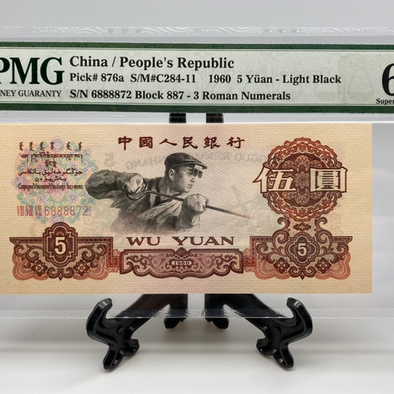 PMG
MONEY GUARANTY
China / People's Republic
Pick# 876a S/M#C284-11 1960 5 Yüan - Light Black
S/N 6888872 Block 887 - 3 Roman Numerals
6
Super
中國人民銀行
6888872
伍圓
5
WU YUAN
5
1960